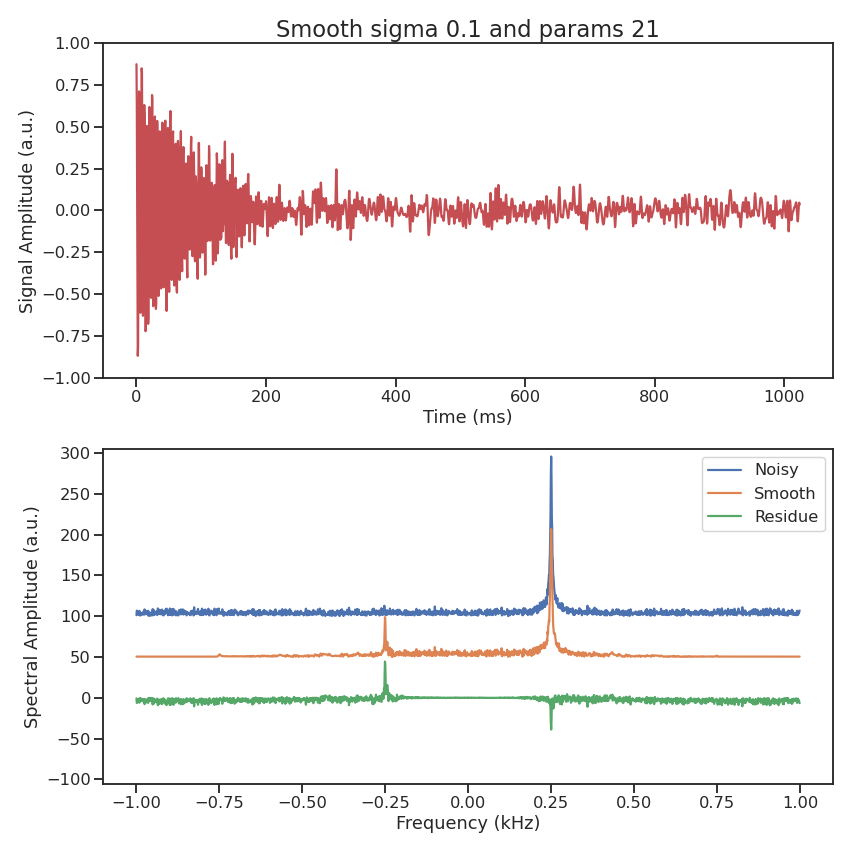 Smooth sigma 0.1 and params 21
1.00
0.75
0.50
0.25
0.00
−0.25
−0.50
−0.75
−1.00
Signal Amplitude (a.u.)
0 200 400 600 800 1000
Time (ms)
300
250
200
150
100
50
0
−50
−100
Spectral Amplitude (a.u.)
Noisy
Smooth
Residue
−1.00 −0.75 −0.50 −0.25 0.00 0.25 0.50 0.75 1.00
Frequency (kHz)